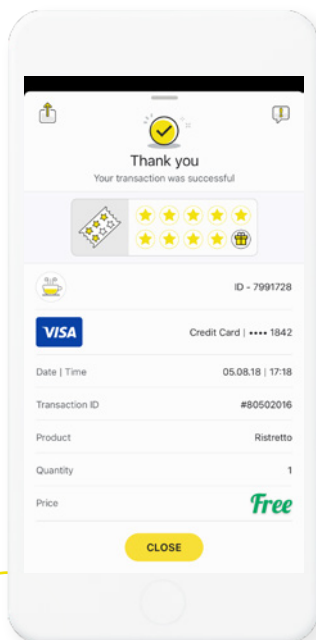 Thank you
Your transaction was successful
ID - 7991728
VISA
Credit Card | •••• 1842
Date | Time
05.08.18 | 17:18
Transaction ID
#80502016
Product
Ristretto
Quantity
1
Price
Free
CLOSE